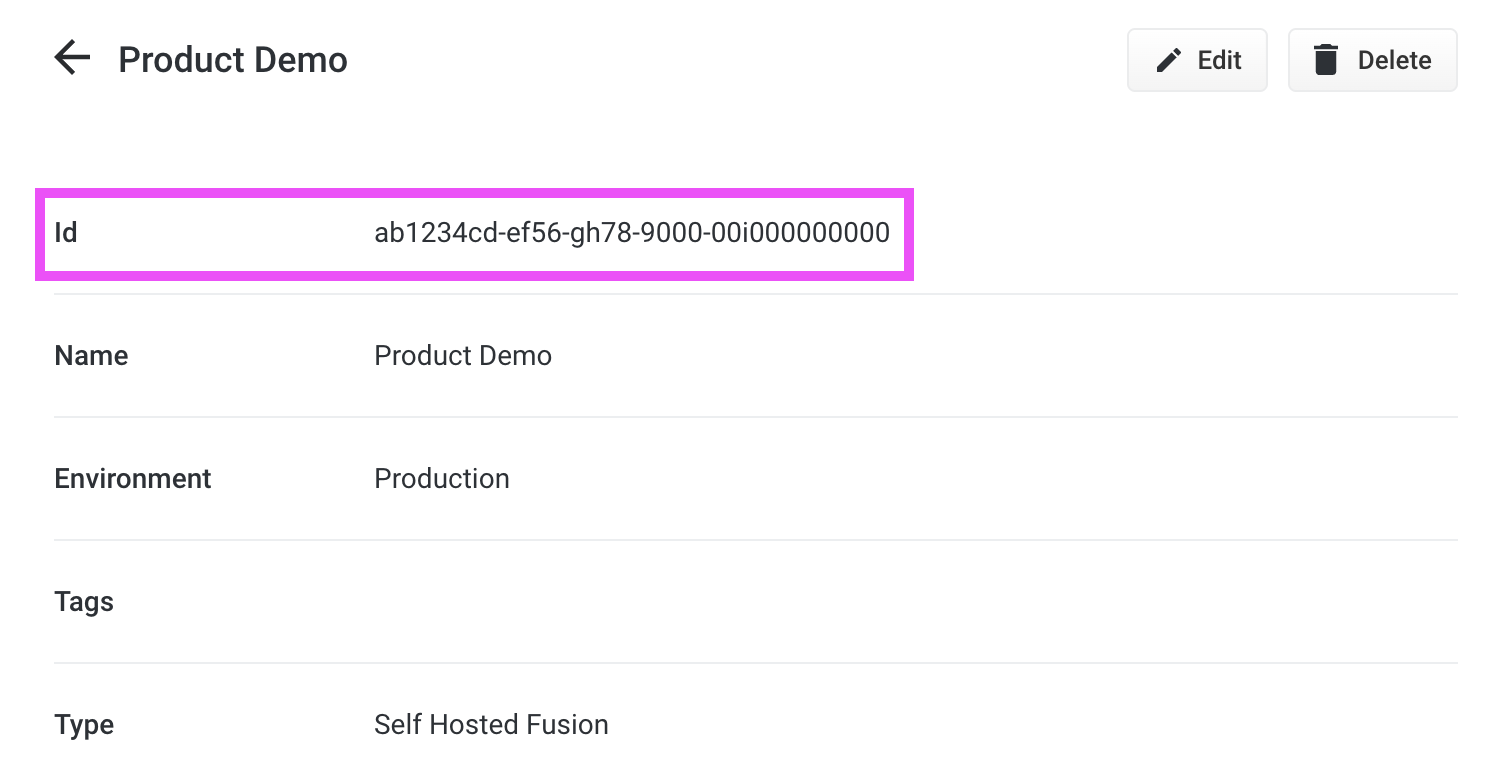 Product Demo
Edit
Delete
Id ab1234cd-ef56-gh78-9000-00i000000000
Name Product Demo
Environment Production
Tags
Type Self Hosted Fusion